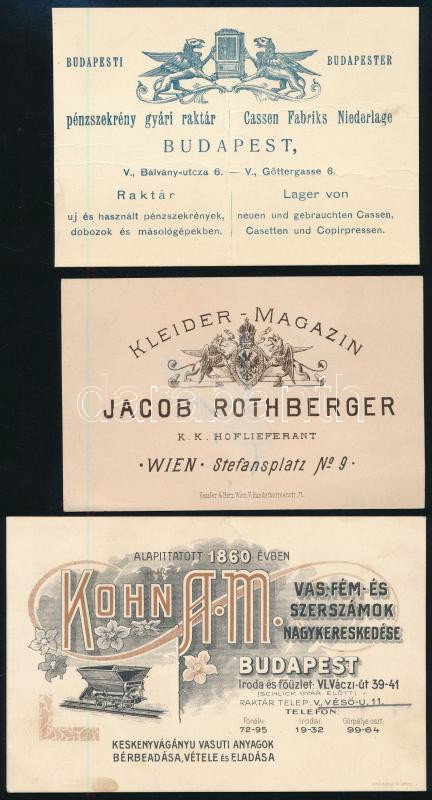 BUDAPESTI BUDAPESTER
pénzszekrény gyári raktár Cassen Fabriks Niederlage
BUDAPEST,
V., Bálvány-utcza 6. — V., Göttergasse 6.
Raktár Lager von
uj és használt pénzszekrények, neuen und gebrauchten Cassen,
dobozok és másológépekben. Casetten und Copirpressen.
KLEIDER-MAGAZIN
JACOB ROTHBERGER
K. K. HOFLIEFERANT
·WIEN· Stefansplatz No 9·
darabanth
ALAPITTATOTT 1860 ÉVBEN
KOHN A.M.
VAS, FÉM- ÉS
SZERSZÁMOK
NAGYKERESKEDÉSE
BUDAPEST
Iroda és főüzlet: VI. Váczi-út 39-41
(SCHLICK GYÁR ELŐTT)
RAKTÁR TELEP: V., VÉSŐ-U. 11.
TELEFON:
Főnök: Irodai: Gőrpálya oszt:
72-95 19-32 99-64
KESKENYVÁGÁNYU VASUTI ANYAGOK
BÉRBEADÁSA, VÉTELE és ELADÁSA